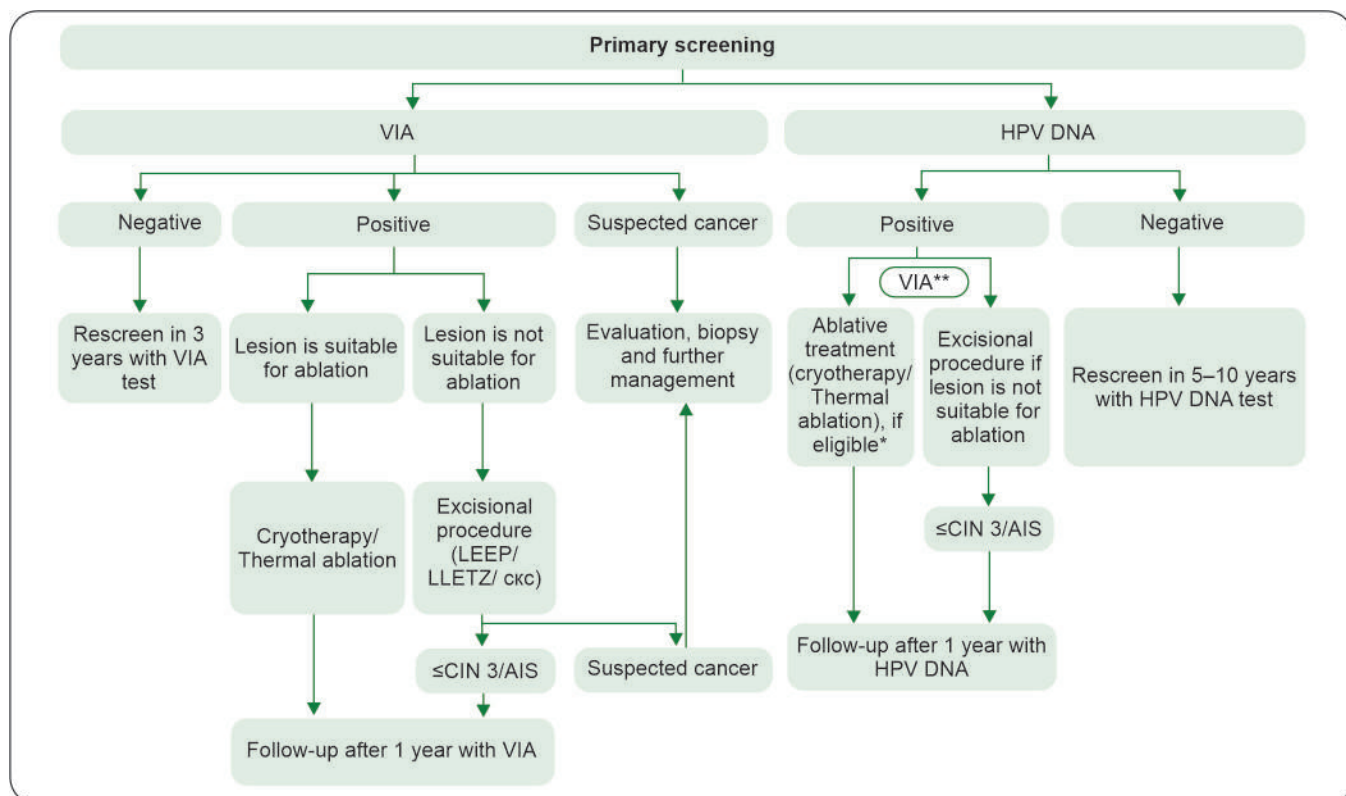 Primary screening
VIA
HPV DNA
Negative
Positive
Suspected cancer
Positive
Negative
VIA**
Rescreen in 3
years with VIA
test
Lesion is suitable
for ablation
Lesion is not
suitable for
ablation
Evaluation, biopsy
and further
management
Ablative
treatment
(cryotherapy/
Thermal
ablation), if
eligible*
Excisional
procedure if
lesion is not
suitable for
ablation
Rescreen in 5–10 years
with HPV DNA test
Cryotherapy/
Thermal ablation
Excisional
procedure
(LEEP/
LLETZ/ скс)
≤CIN 3/AIS
≤CIN 3/AIS
Suspected cancer
Follow-up after 1 year with
HPV DNA
Follow-up after 1 year with VIA